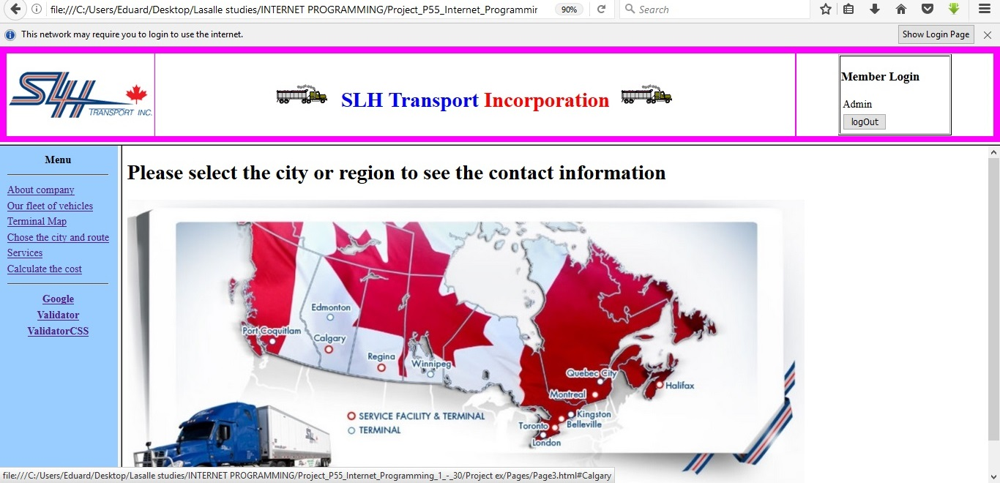 file:///C:/Users/Eduard/Desktop/Lasalle studies/INTERNET PROGRAMMING/Project_P55_Internet_Programmin
90%
Search
This network may require you to login to use the internet.
Show Login Page
SLH
TRANSPORT INC.
SLH Transport Incorporation
Member Login
Admin
logOut
Menu
About company
Our fleet of vehicles
Terminal Map
Chose the city and route
Services
Calculate the cost
Google
Validator
ValidatorCSS
Please select the city or region to see the contact information
Edmonton
Port Coquitlam
Calgary
Regina
Winnipeg
Quebec City
Halifax
Montreal
Kingston
Belleville
Toronto
London
SERVICE FACILITY & TERMINAL
TERMINAL
SLH
file:///C:/Users/Eduard/Desktop/Lasalle studies/INTERNET PROGRAMMING/Project_P55_Internet_Programming_1_-_30/Project ex/Pages/Page3.html#Calgary